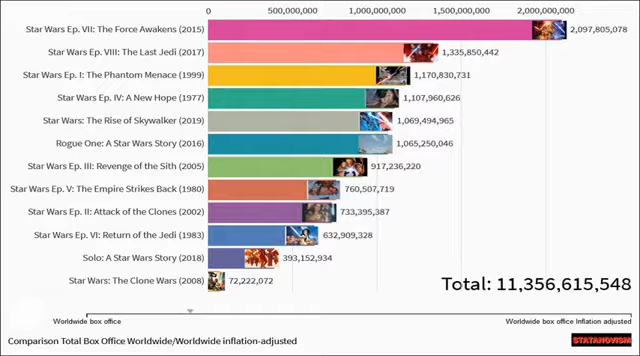 0 500,000,000 1,000,000,000 1,500,000,000 2,000,000,000
Star Wars Ep. VII: The Force Awakens (2015) 2,097,805,078
Star Wars Ep. VIII: The Last Jedi (2017) 1,335,850,442
Star Wars Ep. I: The Phantom Menace (1999) 1,170,830,731
Star Wars Ep. IV: A New Hope (1977) 1,107,960,626
Star Wars: The Rise of Skywalker (2019) 1,069,494,965
Rogue One: A Star Wars Story (2016) 1,065,250,046
Star Wars Ep. III: Revenge of the Sith (2005) 917,236,220
Star Wars Ep. V: The Empire Strikes Back (1980) 760,507,719
Star Wars Ep. II: Attack of the Clones (2002) 733,395,387
Star Wars Ep. VI: Return of the Jedi (1983) 632,909,328
Solo: A Star Wars Story (2018) 393,152,934
Star Wars: The Clone Wars (2008) 72,222,072
Total: 11,356,615,548
Worldwide box office Worldwide box office Inflation adjusted
Comparison Total Box Office Worldwide/Worldwide inflation-adjusted
STATANOVISM